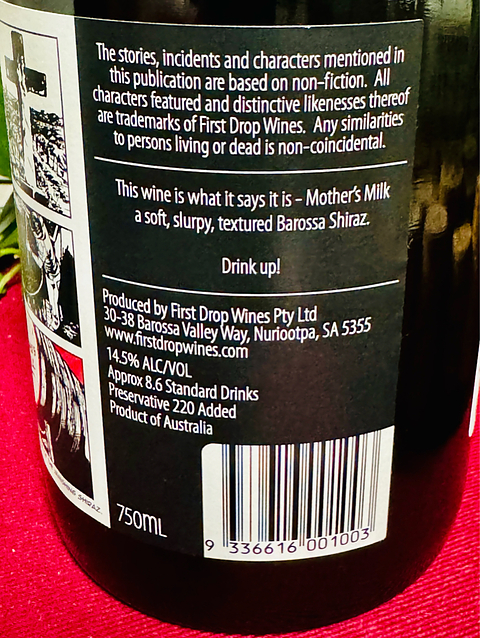 The stories, incidents and characters mentioned in
this publication are based on non-fiction. All
characters featured and distinctive likenesses thereof
are trademarks of First Drop Wines. Any similarities
to persons living or dead is non-coincidental.
This wine is what it says it is - Mother's Milk
a soft, slurpy, textured Barossa Shiraz.
Drink up!
Produced by First Drop Wines Pty Ltd
30-38 Barossa Valley Way, Nuriootpa, SA 5355
www.firstdropwines.com
14.5% ALC/VOL
Approx 8.6 Standard Drinks
Preservative 220 Added
Product of Australia
SHIRAZ
750mL
9 336616 001003